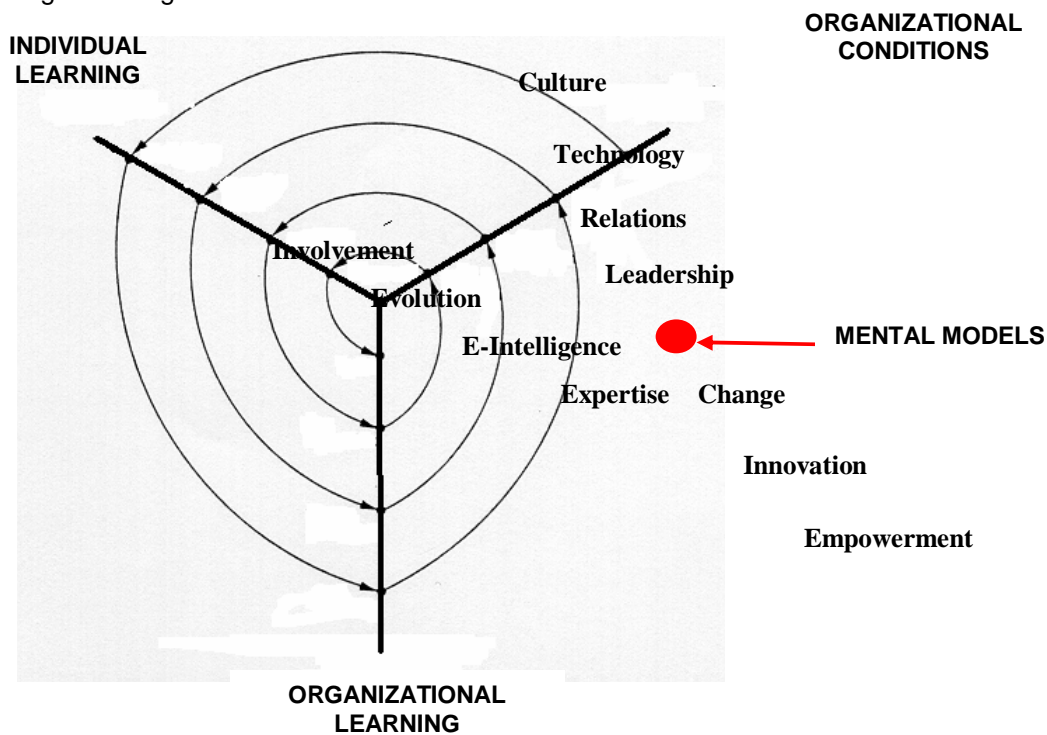 ORGANIZATIONAL
CONDITIONS
INDIVIDUAL
LEARNING
Culture
Technology
Relations
Involvement
Leadership
Evolution
MENTAL MODELS
E-Intelligence
Expertise
Change
Innovation
Empowerment
ORGANIZATIONAL
LEARNING